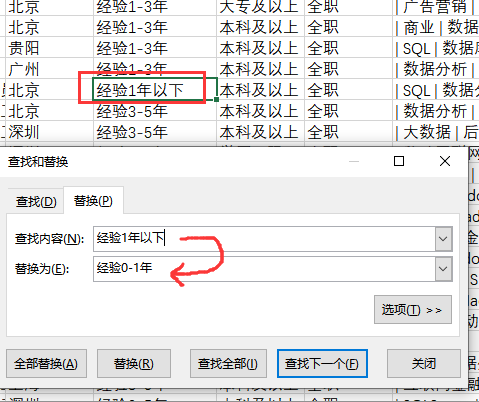 北京 经验1-3年 大专及以上 全职 | 广告营销 |
北京 经验1-3年 本科及以上 全职 | 商业 | 数据
贵阳 经验1-3年 本科及以上 全职 | SQL | 数据库
广州 经验1-3年 本科及以上 全职 | 数据分析 |
北京 经验1年以下 本科及以上 全职 | SQL | 数据
北京 经验3-5年 本科及以上 全职 | 数据分析 |
深圳 经验3-5年 本科及以上 全职 | 大数据 | 后
查找和替换
查找(D) 替换(P)
查找内容(N): 经验1年以下
替换为(E): 经验0-1年
选项(T) >>
全部替换(A) 替换(R) 查找全部(I) 查找下一个(F) 关闭